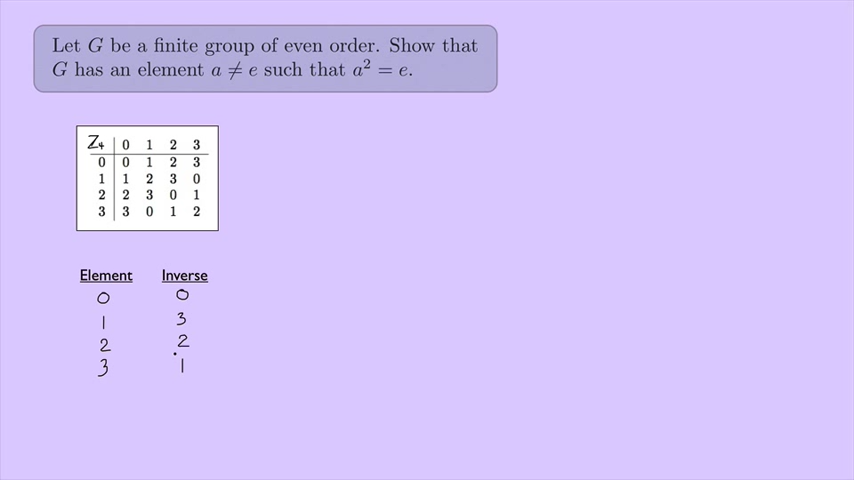 Let G be a finite group of even order. Show that
G has an element a ≠ e such that a² = e.
Z₄ 0 1 2 3
0 0 1 2 3
1 1 2 3 0
2 2 3 0 1
3 3 0 1 2
Element Inverse
0 0
1 3
2 2
3 1